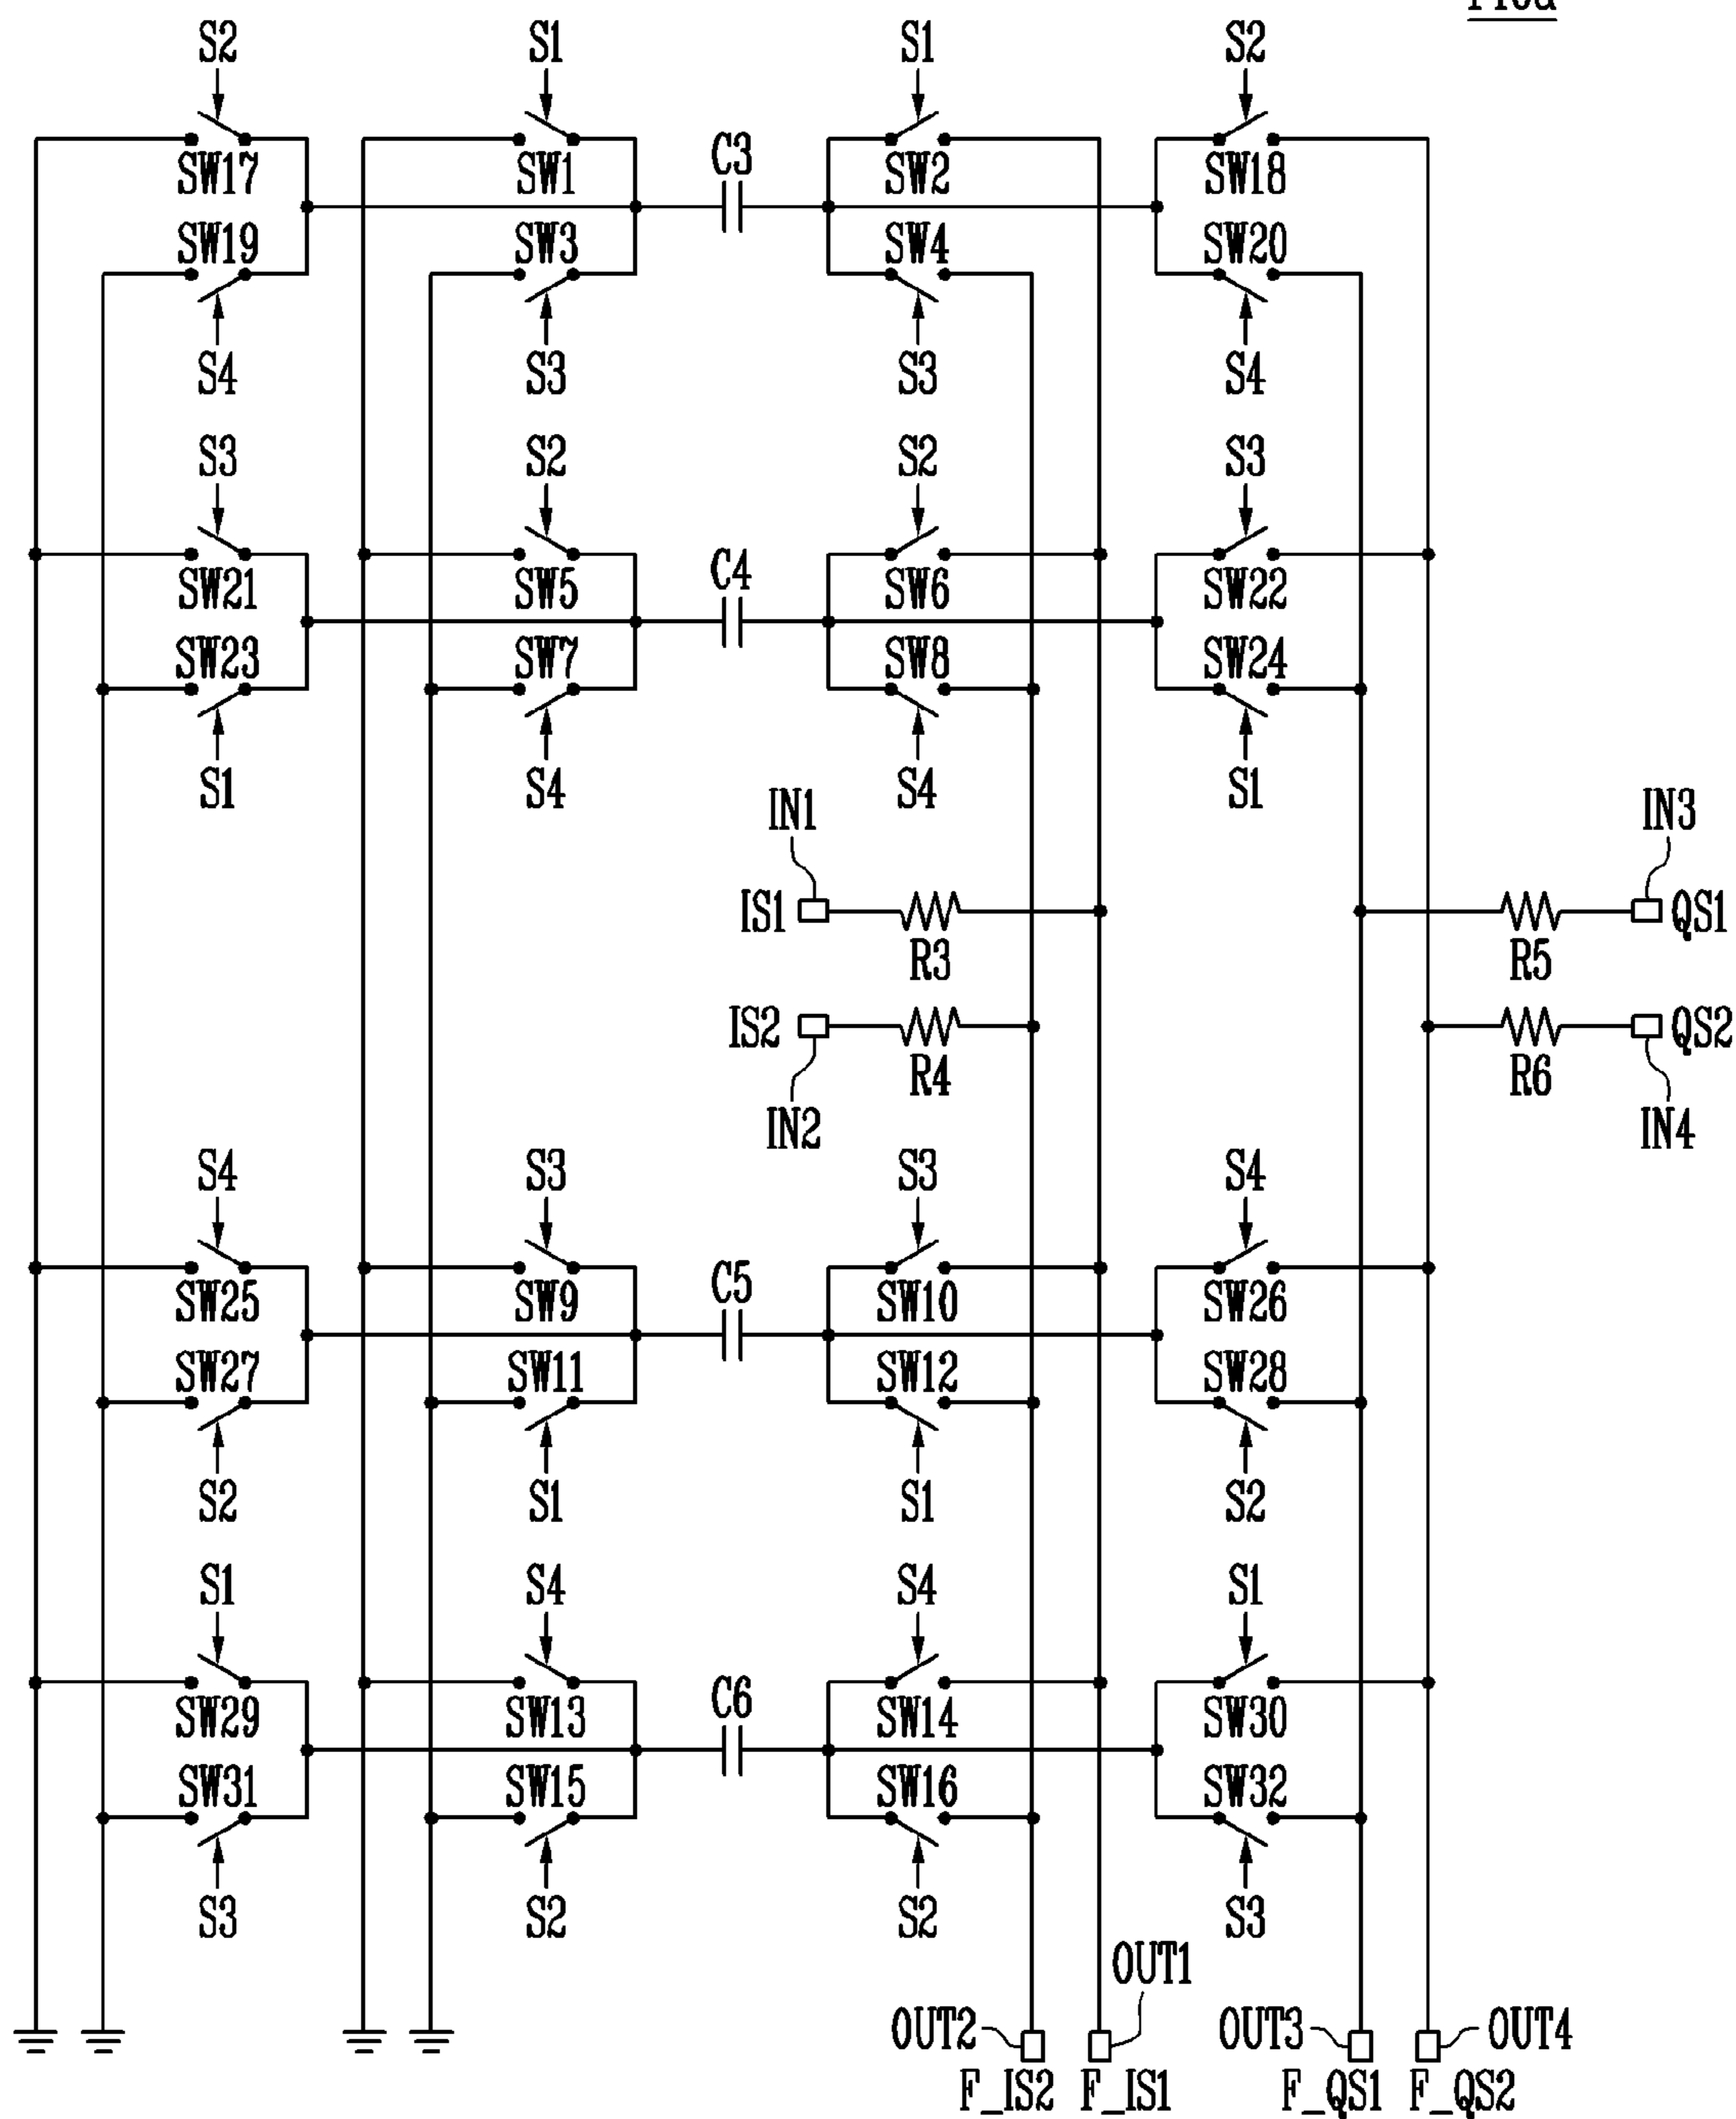 S2 S1 S1 S2
SW17 SW1 C3 SW2 SW18
SW19 SW3 SW4 SW20
S4 S3 S3 S4
S3 S2 S2 S3
SW21 SW5 C4 SW6 SW22
SW23 SW7 SW8 SW24
S1 S4 S4 S1
IN1 IN3
IS1 R3 R5 QS1
IS2 R4 R6 QS2
IN2 IN4
S4 S3 S3 S4
SW25 SW9 C5 SW10 SW26
SW27 SW11 SW12 SW28
S2 S1 S1 S2
S1 S4 S4 S1
SW29 SW13 C6 SW14 SW30
SW31 SW15 SW16 SW32
S3 S2 S2 S3
OUT1
OUT2 OUT3 OUT4
F_IS2 F_IS1 F_QS1 F_QS2